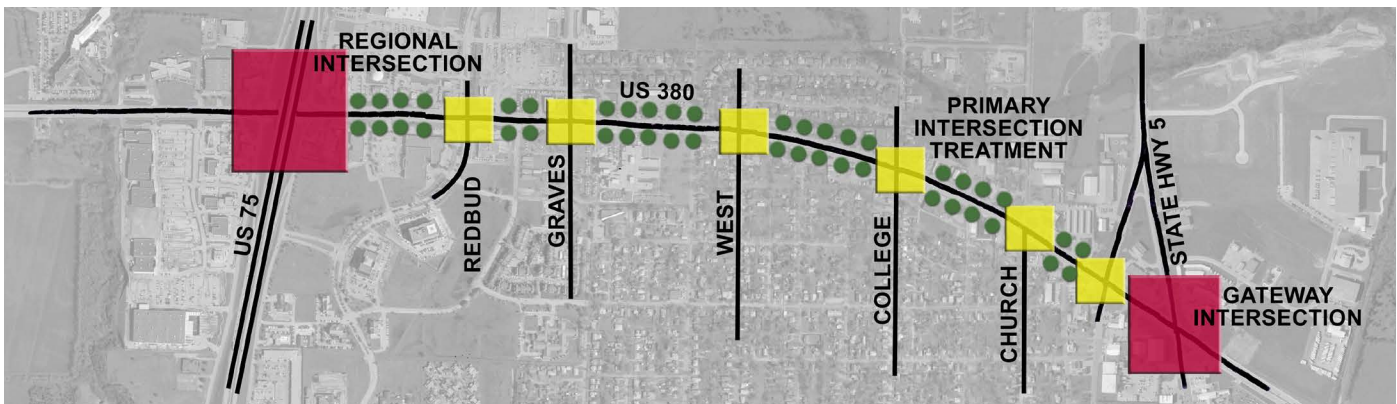 REGIONAL
INTERSECTION
US 380
PRIMARY
INTERSECTION
TREATMENT
US 75
REDBUD
GRAVES
WEST
COLLEGE
CHURCH
STATE HWY 5
GATEWAY
INTERSECTION